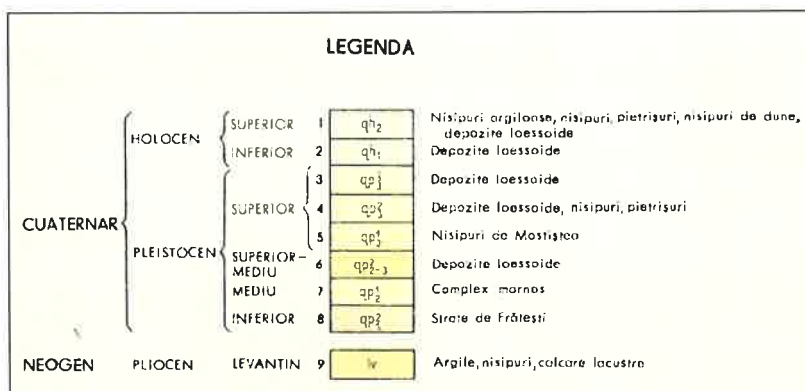 LEGENDA
CUATERNAR
HOLOCEN
SUPERIOR 1 qh₂ Nisipuri argiloase, nisipuri, pietrișuri, nisipuri de dune,
depozite loessoide
INFERIOR 2 qh₁ Depozite loessoide
PLEISTOCEN
SUPERIOR
3 Depozite loessoide
4 Depozite loessoide, nisipuri, pietrișuri
5 Nisipuri de Mostiștea
SUPERIOR-
MEDIU 6 qp²₂₋₃ Depozite loessoide
MEDIU 7 qp¹₂ Complex marnos
INFERIOR 8 Strate de Frătești
NEOGEN PLIOCEN LEVANTIN 9 lv Argile, nisipuri, calcare lacustre